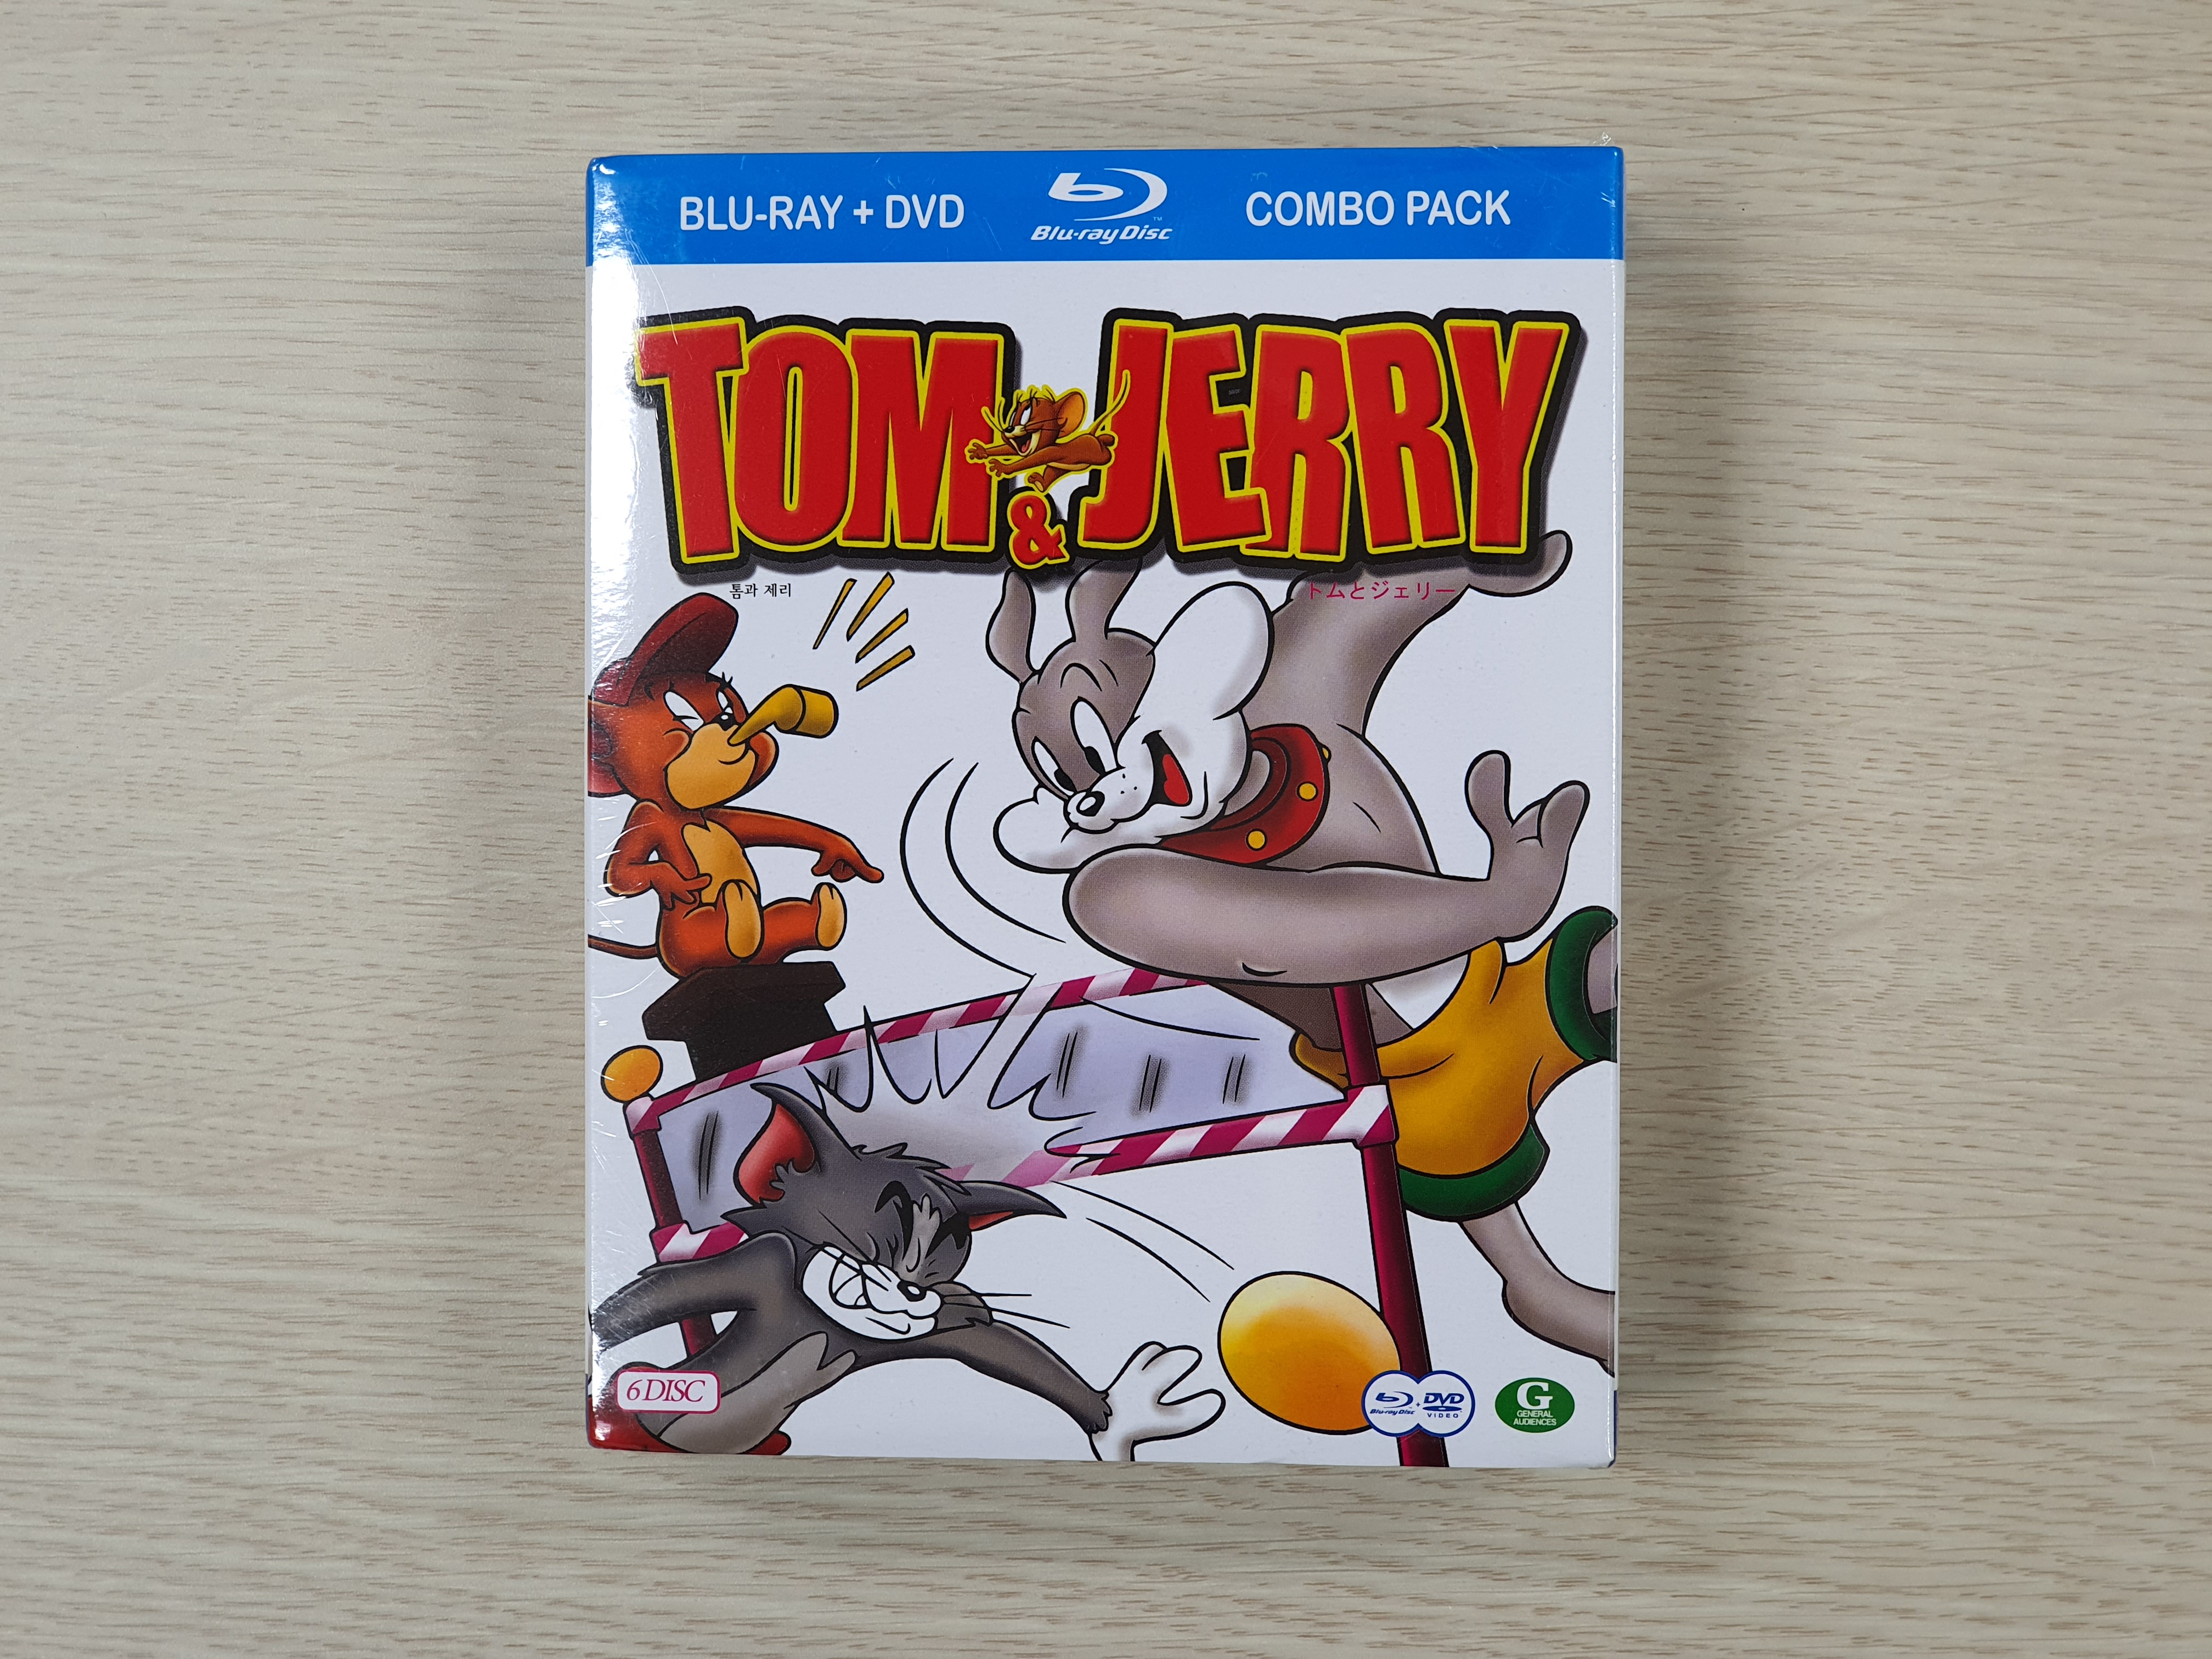 BLU-RAY + DVD
Blu-ray Disc
™
COMBO PACK
TOM & JERRY
톰과 제리
トムとジェリー
6 DISC
Blu-ray Disc + DVD VIDEO
G
GENERAL
AUDIENCES